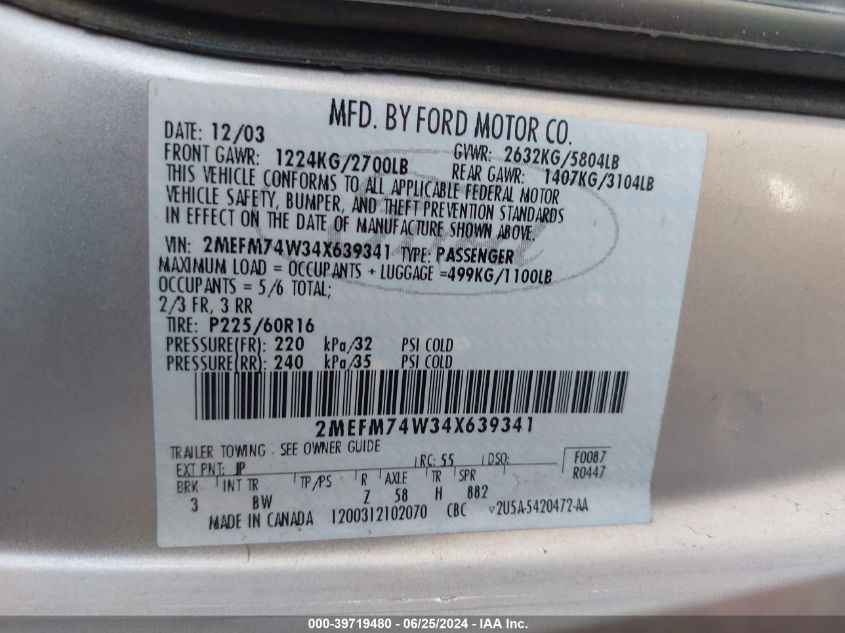 MFD. BY FORD MOTOR CO.
DATE: 12/03 GVWR: 2632KG/5804LB
FRONT GAWR: 1224KG/2700LB REAR GAWR: 1407KG/3104LB
THIS VEHICLE CONFORMS TO ALL APPLICABLE FEDERAL MOTOR
VEHICLE SAFETY, BUMPER, AND THEFT PREVENTION STANDARDS
IN EFFECT ON THE DATE OF MANUFACTURE SHOWN ABOVE.
VIN: 2MEFM74W34X639341 TYPE: PASSENGER
MAXIMUM LOAD = OCCUPANTS + LUGGAGE =499KG/1100LB
OCCUPANTS = 5/6 TOTAL;
2/3 FR, 3 RR
TIRE: P225/60R16
PRESSURE(FR): 220 kPa/32 PSI COLD
PRESSURE(RR): 240 kPa/35 PSI COLD
2MEFM74W34X639341
TRAILER TOWING - SEE OWNER GUIDE
EXT PNT: JP RC: 55 DSO: F0087
BRK INT TR TP/PS R AXLE TR SPR R0447
3 BW Z 58 H 882
MADE IN CANADA 1200312102070 CBC ▽2U5A-5420472-AA
000-39719480 - 06/25/2024 - IAA Inc.